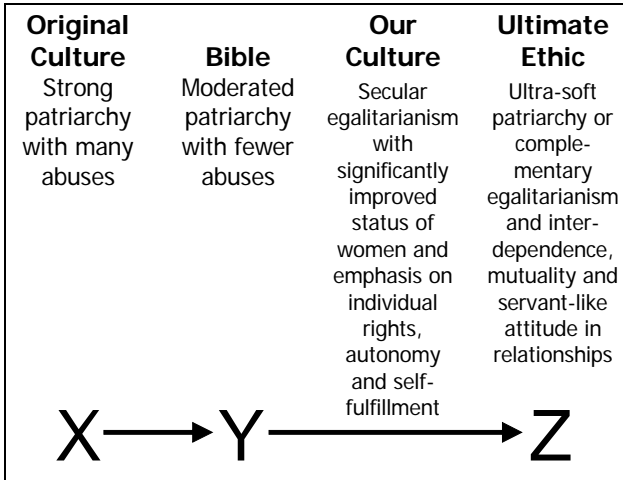 Original
Culture
Strong
patriarchy
with many
abuses
Bible
Moderated
patriarchy
with fewer
abuses
Our
Culture
Secular
egalitarianism
with
significantly
improved
status of
women and
emphasis on
individual
rights,
autonomy
and self-
fulfillment
Ultimate
Ethic
Ultra-soft
patriarchy or
comple-
mentary
egalitarianism
and inter-
dependence,
mutuality and
servant-like
attitude in
relationships
X Y Z